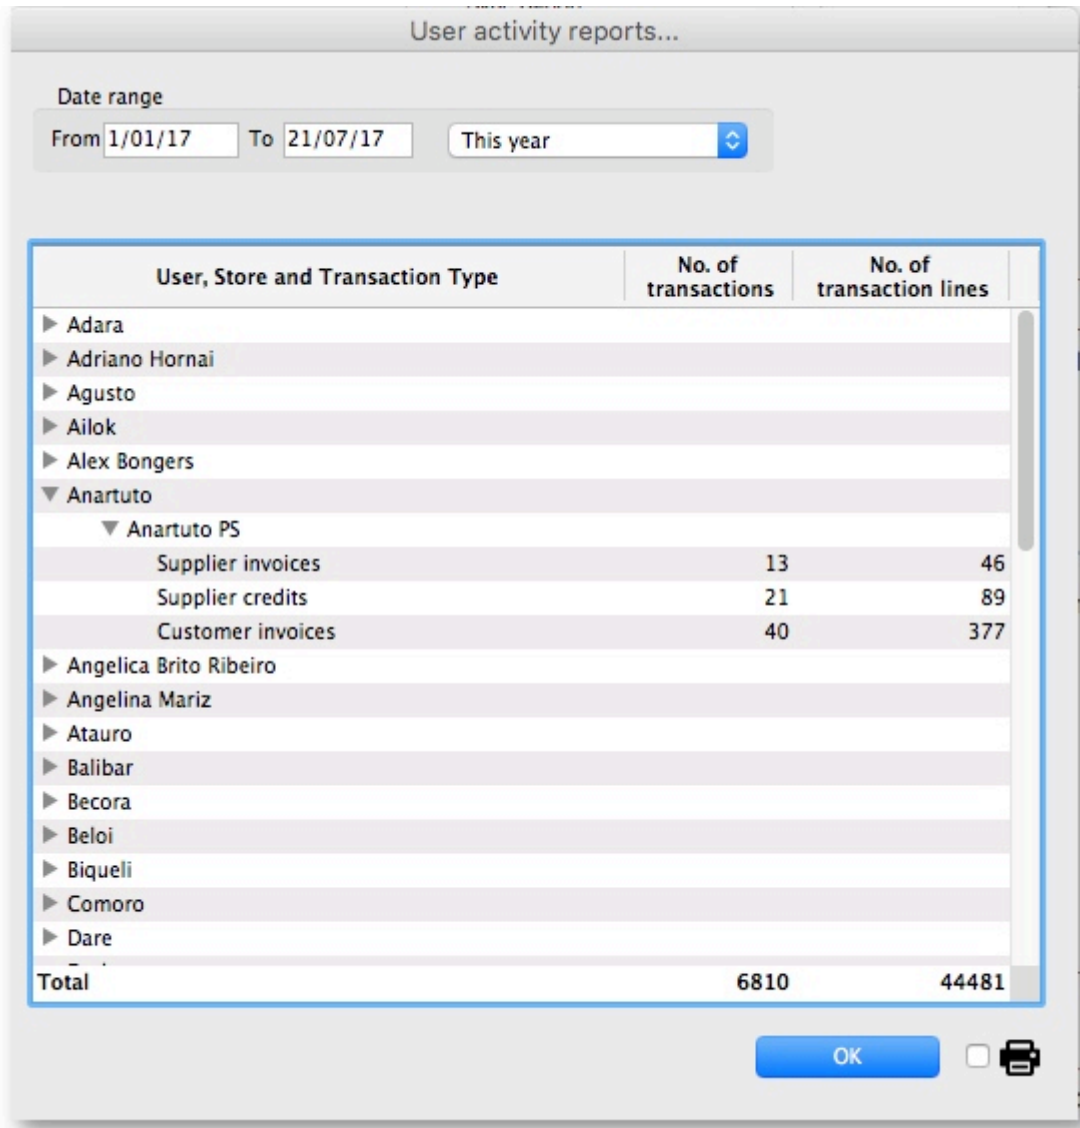 User activity reports...
Date range
From 1/01/17 To 21/07/17 This year
User, Store and Transaction Type No. of transactions No. of transaction lines
Adara
Adriano Hornai
Agusto
Ailok
Alex Bongers
Anartuto
Anartuto PS
Supplier invoices 13 46
Supplier credits 21 89
Customer invoices 40 377
Angelica Brito Ribeiro
Angelina Mariz
Atauro
Balibar
Becora
Beloi
Biqueli
Comoro
Dare
Total 6810 44481
OK